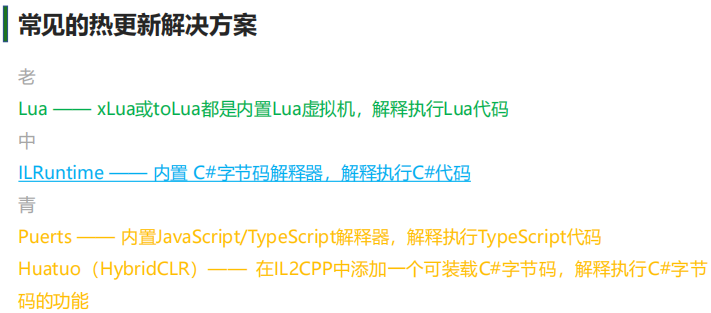 常见的热更新解决方案
老
Lua —— xLua或toLua都是内置Lua虚拟机，解释执行Lua代码
中
ILRuntime —— 内置 C#字节码解释器，解释执行C#代码
青
Puerts —— 内置JavaScript/TypeScript解释器，解释执行TypeScript代码
Huatuo（HybridCLR）—— 在IL2CPP中添加一个可装载C#字节码，解释执行C#字节
码的功能